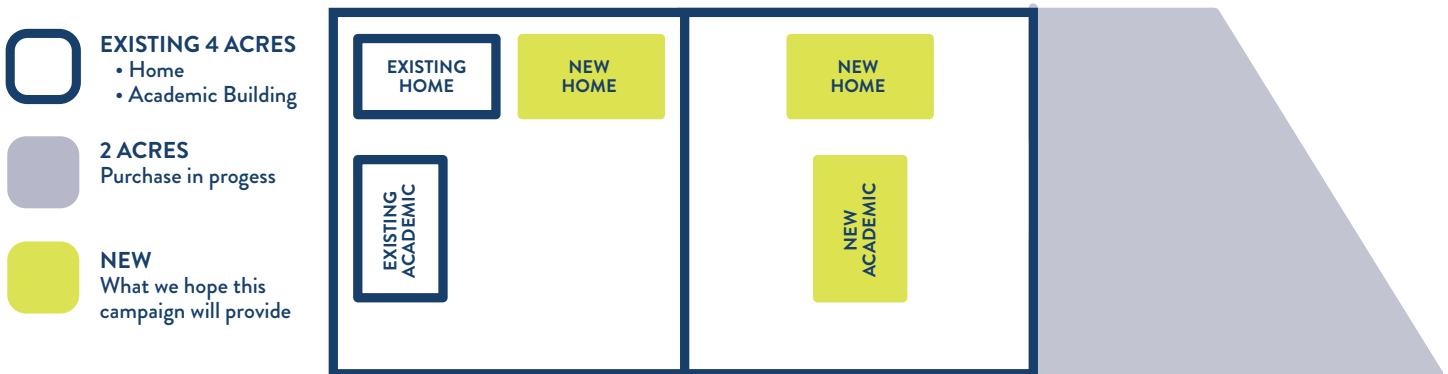 EXISTING 4 ACRES
• Home
• Academic Building
2 ACRES
Purchase in progess
NEW
What we hope this
campaign will provide
EXISTING
HOME
NEW
HOME
NEW
HOME
EXISTING
ACADEMIC
NEW
ACADEMIC